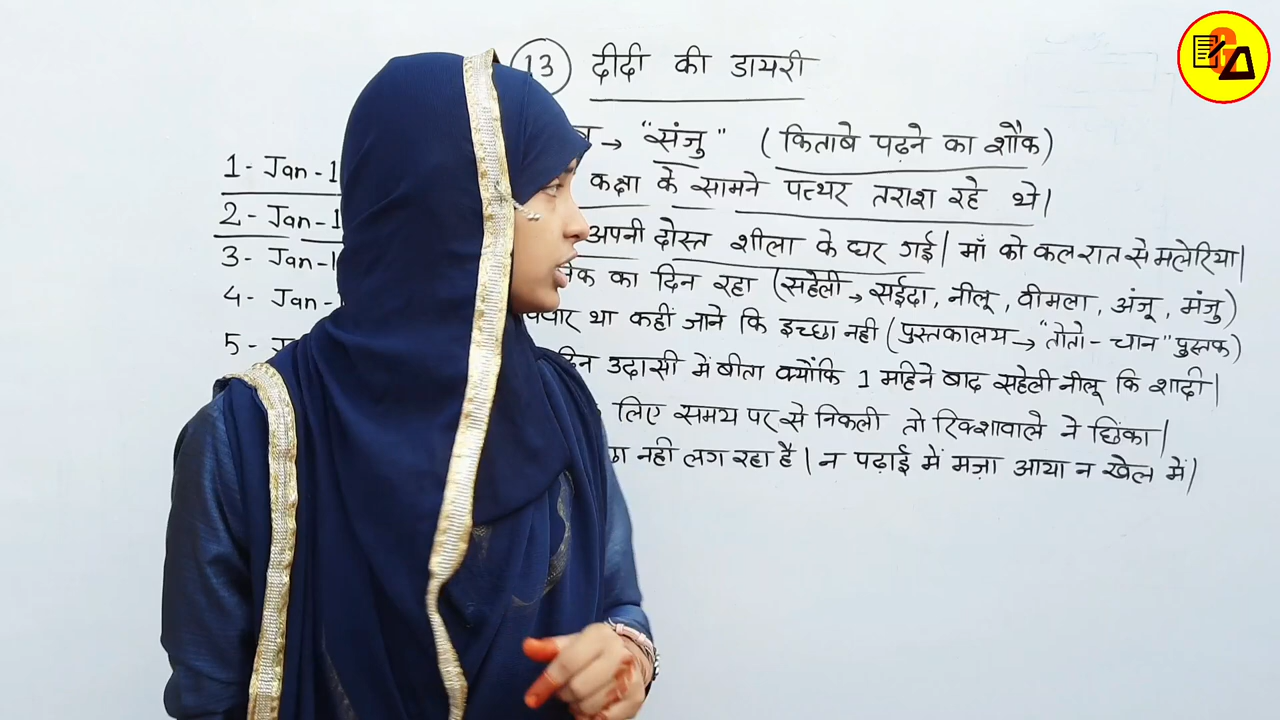 13 दीदी की डायरी
→ "संजु" (किताबे पढ़ने का शौक)
1 - Jan - 1 कक्षा के सामने पत्थर तराश रहे थे।
2 - Jan - 1 अपनी दोस्त शीला के घर गई। माँ को कल रात से मलेरिया।
3 - Jan - का दिन रहा (सहेली → सईदा, नीलू, वीमला, अंजू, मंजु)
4 - Jan - था कहीं जाने कि इच्छा नही (पुस्तकालय → "तोतो - चान" पुस्तक)
5 - उदासी में बीता क्योंकि 1 महिने बाद सहेली नीलू कि शादी।
लिए समय पर से निकली तो रिक्शावाले ने छिंका।
नही लग रहा है। न पढ़ाई में मज़ा आया न खेल में।